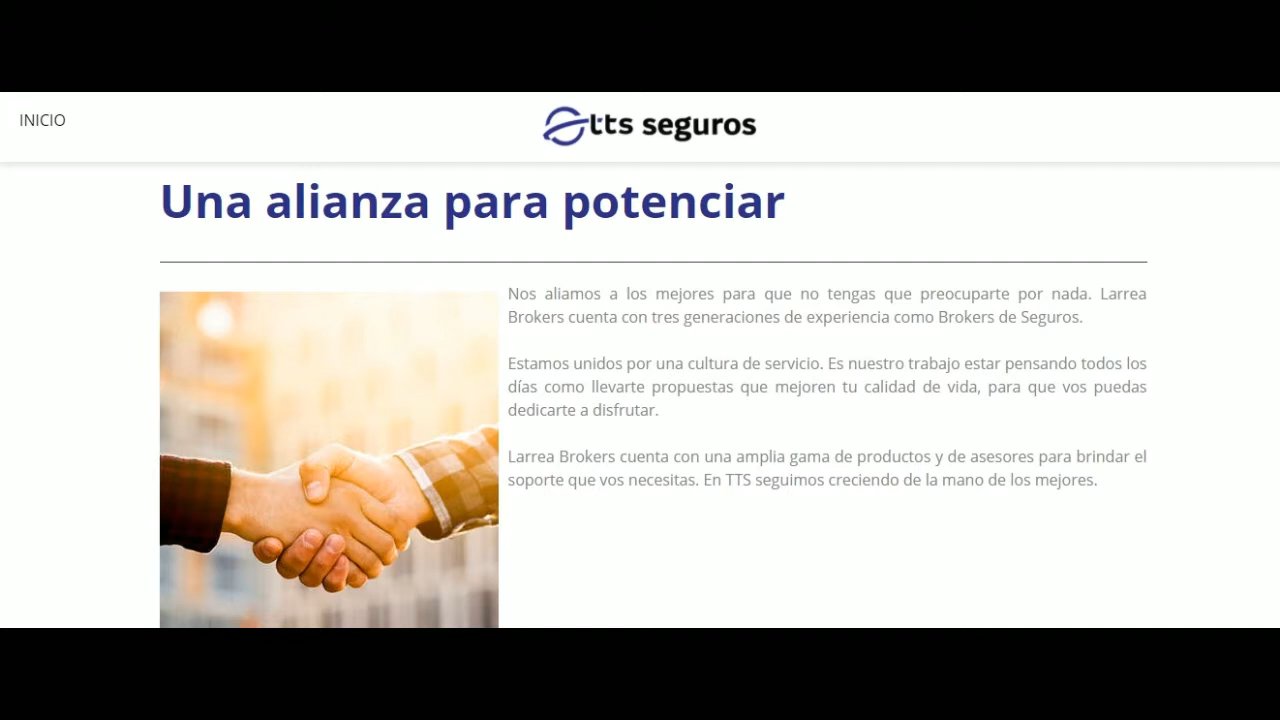 INICIO
tts seguros
Una alianza para potenciar
Nos aliamos a los mejores para que no tengas que preocuparte por nada. Larrea
Brokers cuenta con tres generaciones de experiencia como Brokers de Seguros.
Estamos unidos por una cultura de servicio. Es nuestro trabajo estar pensando todos los
días como llevarte propuestas que mejoren tu calidad de vida, para que vos puedas
dedicarte a disfrutar.
Larrea Brokers cuenta con una amplia gama de productos y de asesores para brindar el
soporte que vos necesitas. En TTS seguimos creciendo de la mano de los mejores.